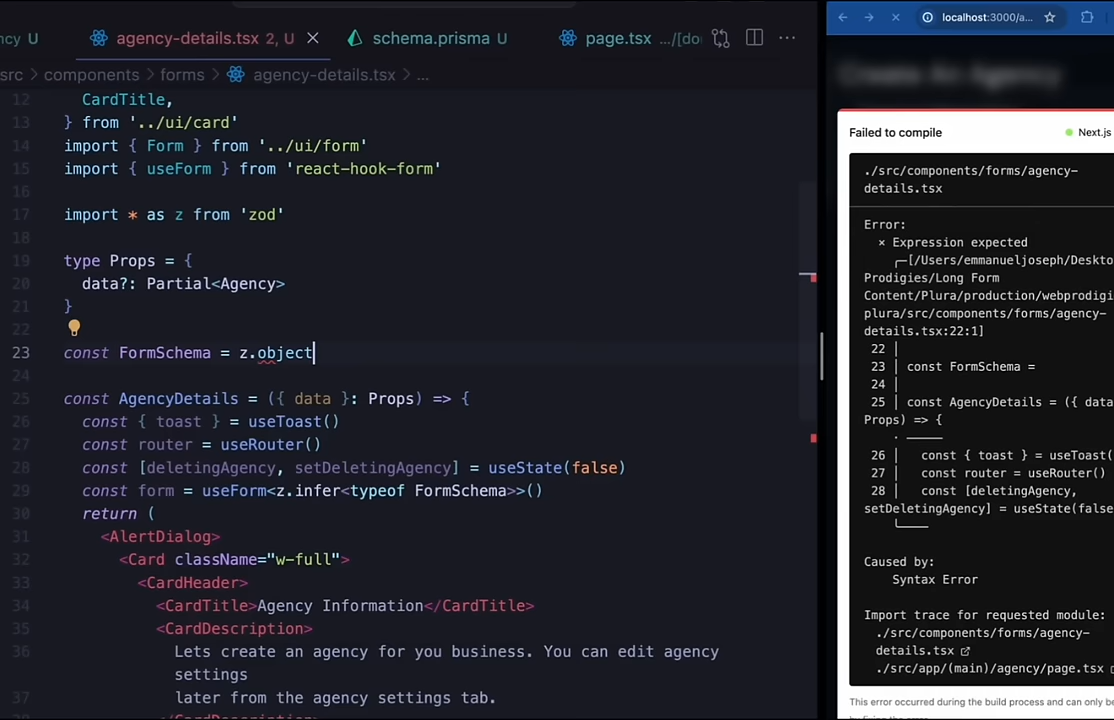 ncy U
agency-details.tsx 2, U
schema.prisma U
page.tsx .../[do
src > components > forms > agency-details.tsx > ...
12 CardTitle,
13 } from '../ui/card'
14 import { Form } from '../ui/form'
15 import { useForm } from 'react-hook-form'
16
17 import * as z from 'zod'
18
19 type Props = {
20 data?: Partial<Agency>
21 }
22
23 const FormSchema = z.object
24
25 const AgencyDetails = ({ data }: Props) => {
26 const { toast } = useToast()
27 const router = useRouter()
28 const [deletingAgency, setDeletingAgency] = useState(false)
29 const form = useForm<z.infer<typeof FormSchema>>()
30 return (
31 <AlertDialog>
32 <Card className="w-full">
33 <CardHeader>
34 <CardTitle>Agency Information</CardTitle>
35 <CardDescription>
36 Lets create an agency for you business. You can edit agency
settings
37 later from the agency settings tab.
localhost:3000/a...
Create An Agency
Failed to compile
Next.js
./src/components/forms/agency-
details.tsx
Error:
× Expression expected
╭─[/Users/emmanueljoseph/Deskto
Prodigies/Long Form
Content/Plura/production/webprodigi
plura/src/components/forms/agency-
details.tsx:22:1]
22 |
23 | const FormSchema =
24 |
25 | const AgencyDetails = ({ data
Props) => {
26 | const { toast } = useToast(
27 | const router = useRouter()
28 | const [deletingAgency,
setDeletingAgency] = useState(false
Caused by:
Syntax Error
Import trace for requested module:
./src/components/forms/agency-
details.tsx
./src/app/(main)/agency/page.tsx
This error occurred during the build process and can only be